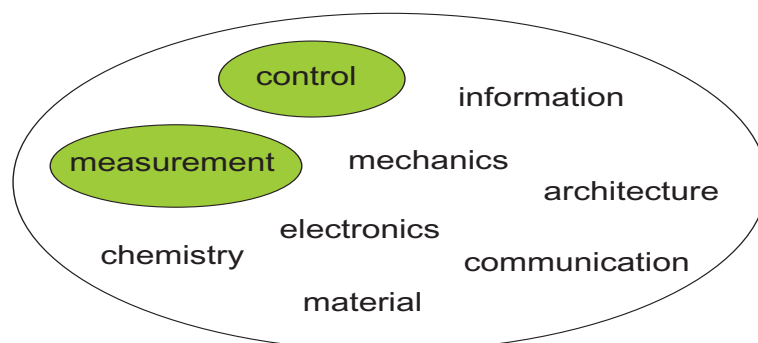 control
information
measurement
mechanics
architecture
electronics
chemistry
communication
material